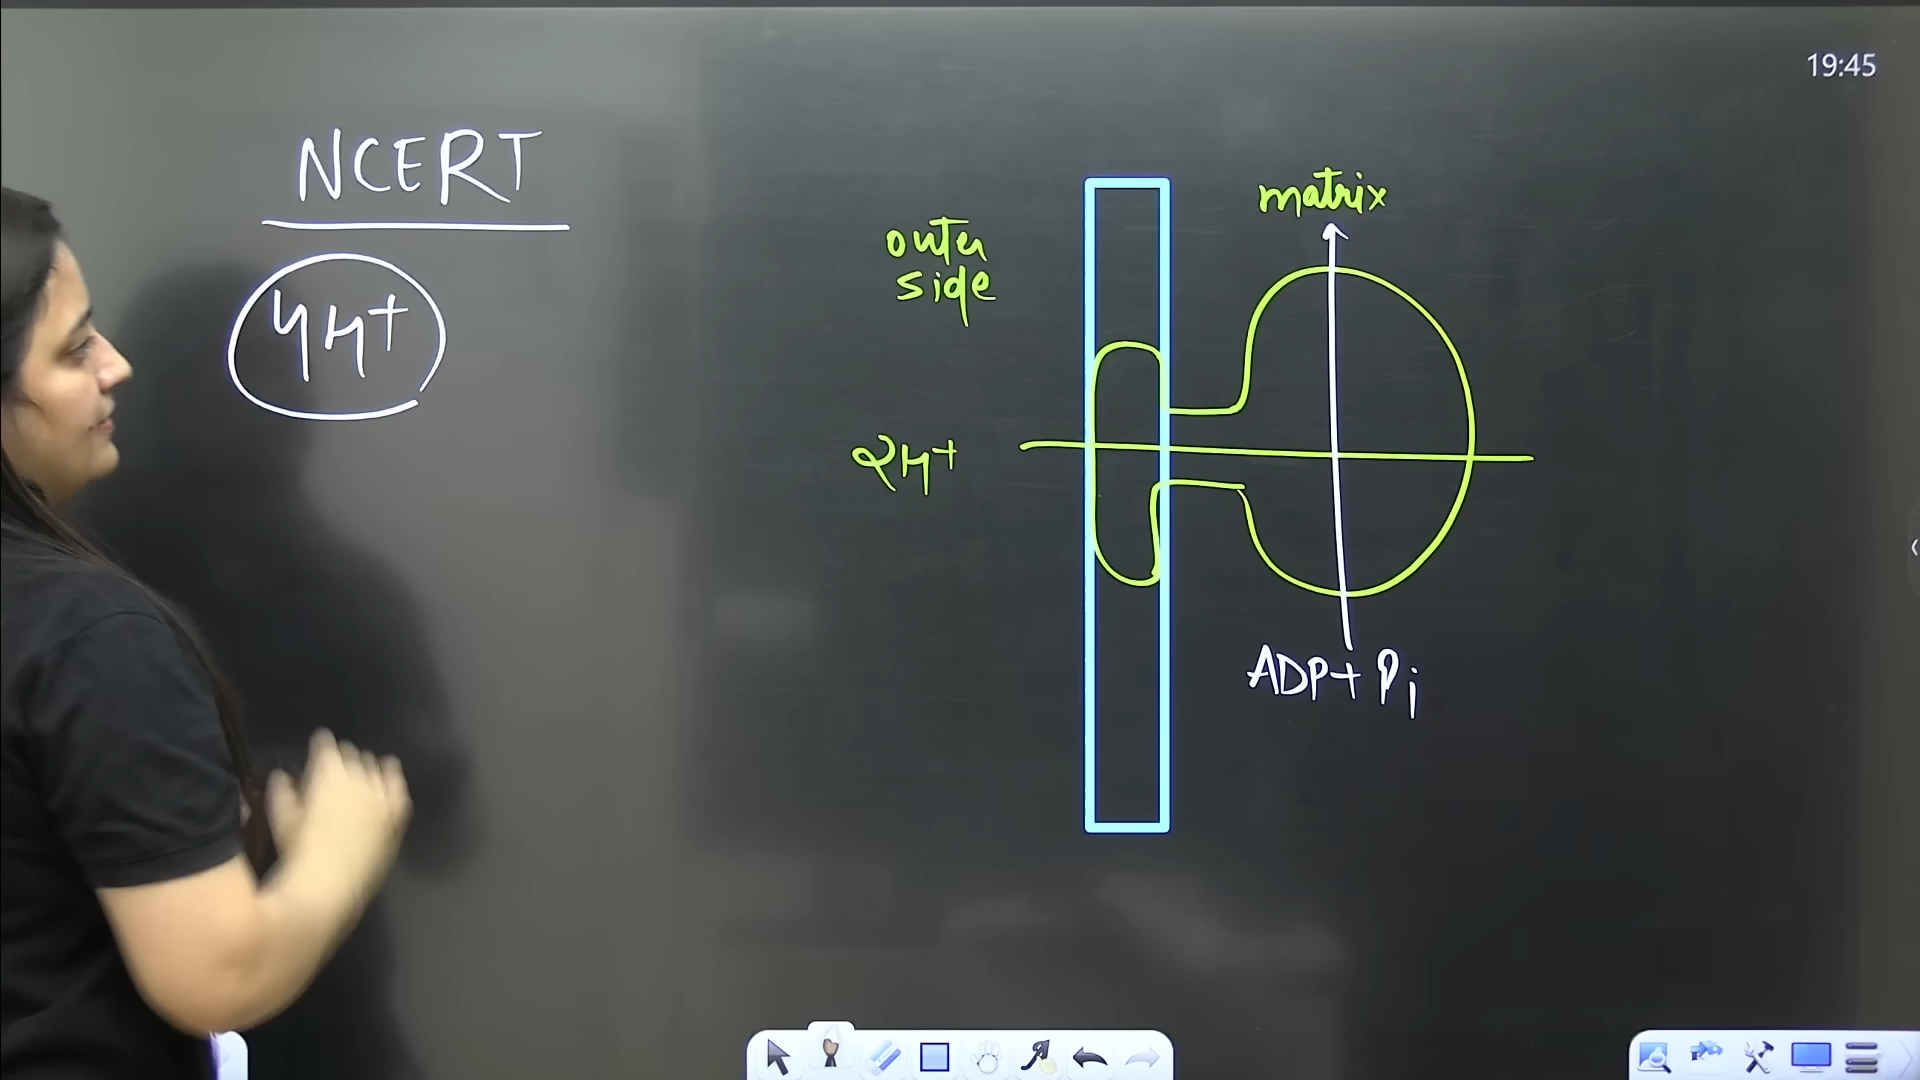 19:45
NCERT
4H+
outer
side
matrix
2H+
ADP+ Pi